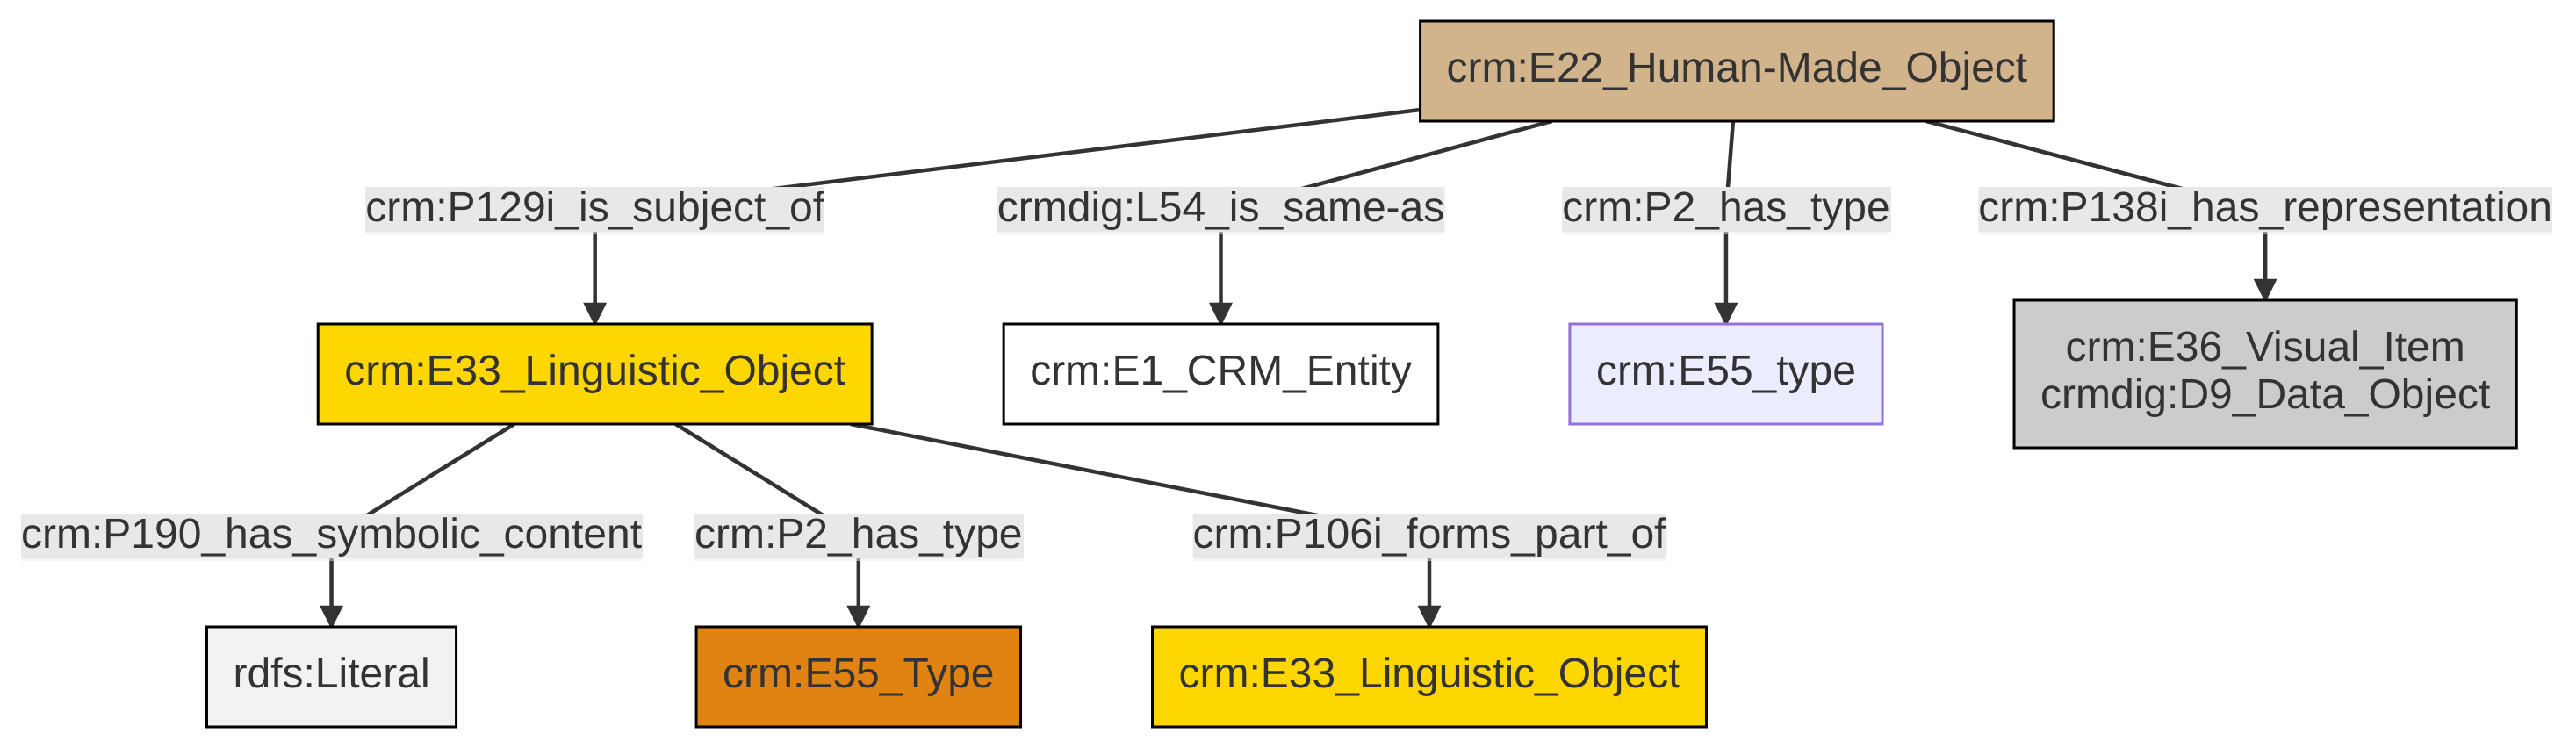 crm:E22_Human-Made_Object
crm:P129i_is_subject_of
crmdig:L54_is_same-as
crm:P2_has_type
crm:P138i_has_representation
crm:E33_Linguistic_Object
crm:E1_CRM_Entity
crm:E55_type
crm:E36_Visual_Item
crmdig:D9_Data_Object
crm:P190_has_symbolic_content
crm:P2_has_type
crm:P106i_forms_part_of
rdfs:Literal
crm:E55_Type
crm:E33_Linguistic_Object